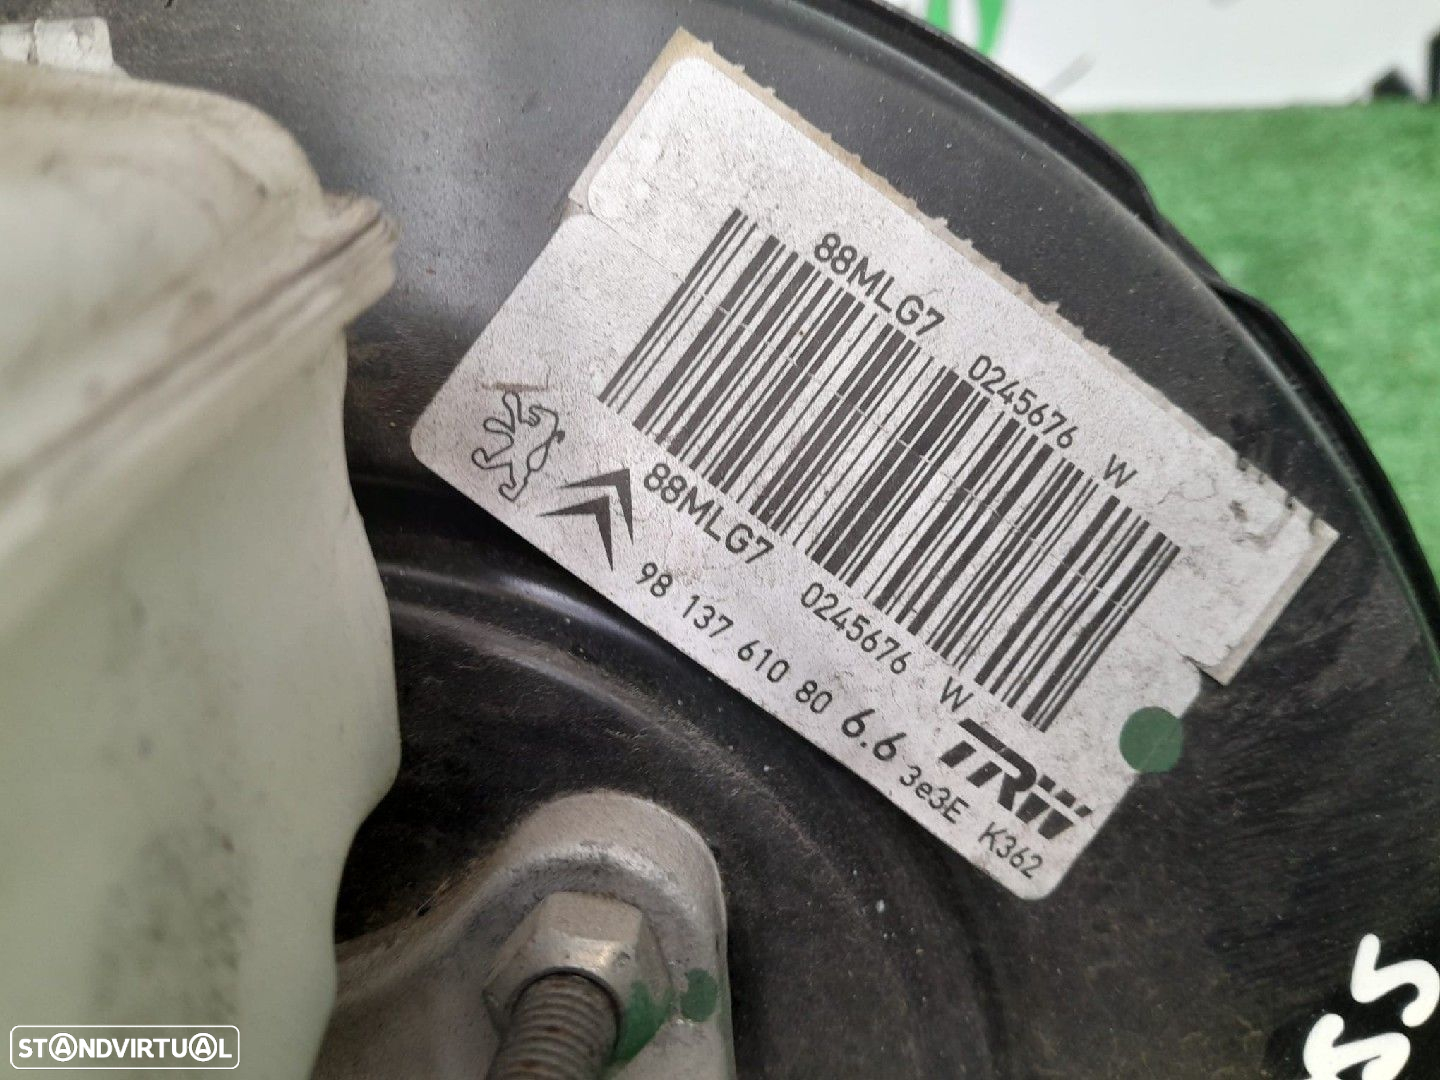 88MLG7 0245676 W
88MLG7 0245676 W
98 137 610 80 6.6 3e3E K362
TRW
STANDVIRTUAL